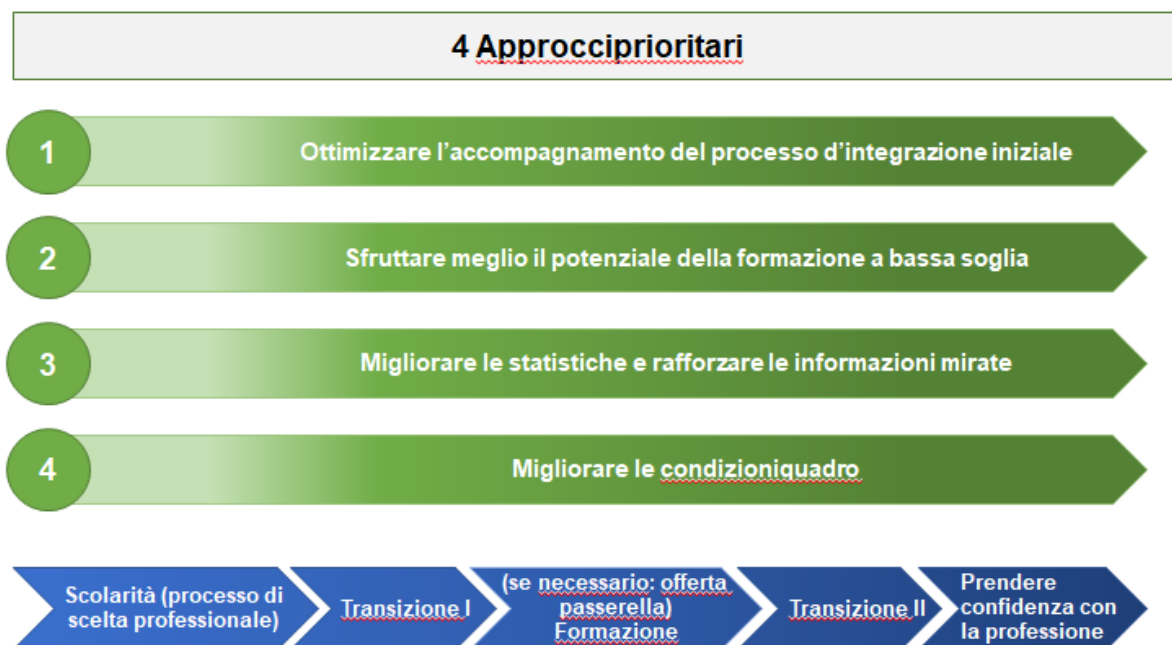 4 Approcciprioritari
1
Ottimizzare l’accompagnamento del processo d’integrazione iniziale
2
Sfruttare meglio il potenziale della formazione a bassa soglia
3
Migliorare le statistiche e rafforzare le informazioni mirate
4
Migliorare le condizioniquadro
Scolarità (processo di
scelta professionale)
Transizione I
(se necessario: offerta
passerella)
Formazione
Transizione II
Prendere
confidenza con
la professione